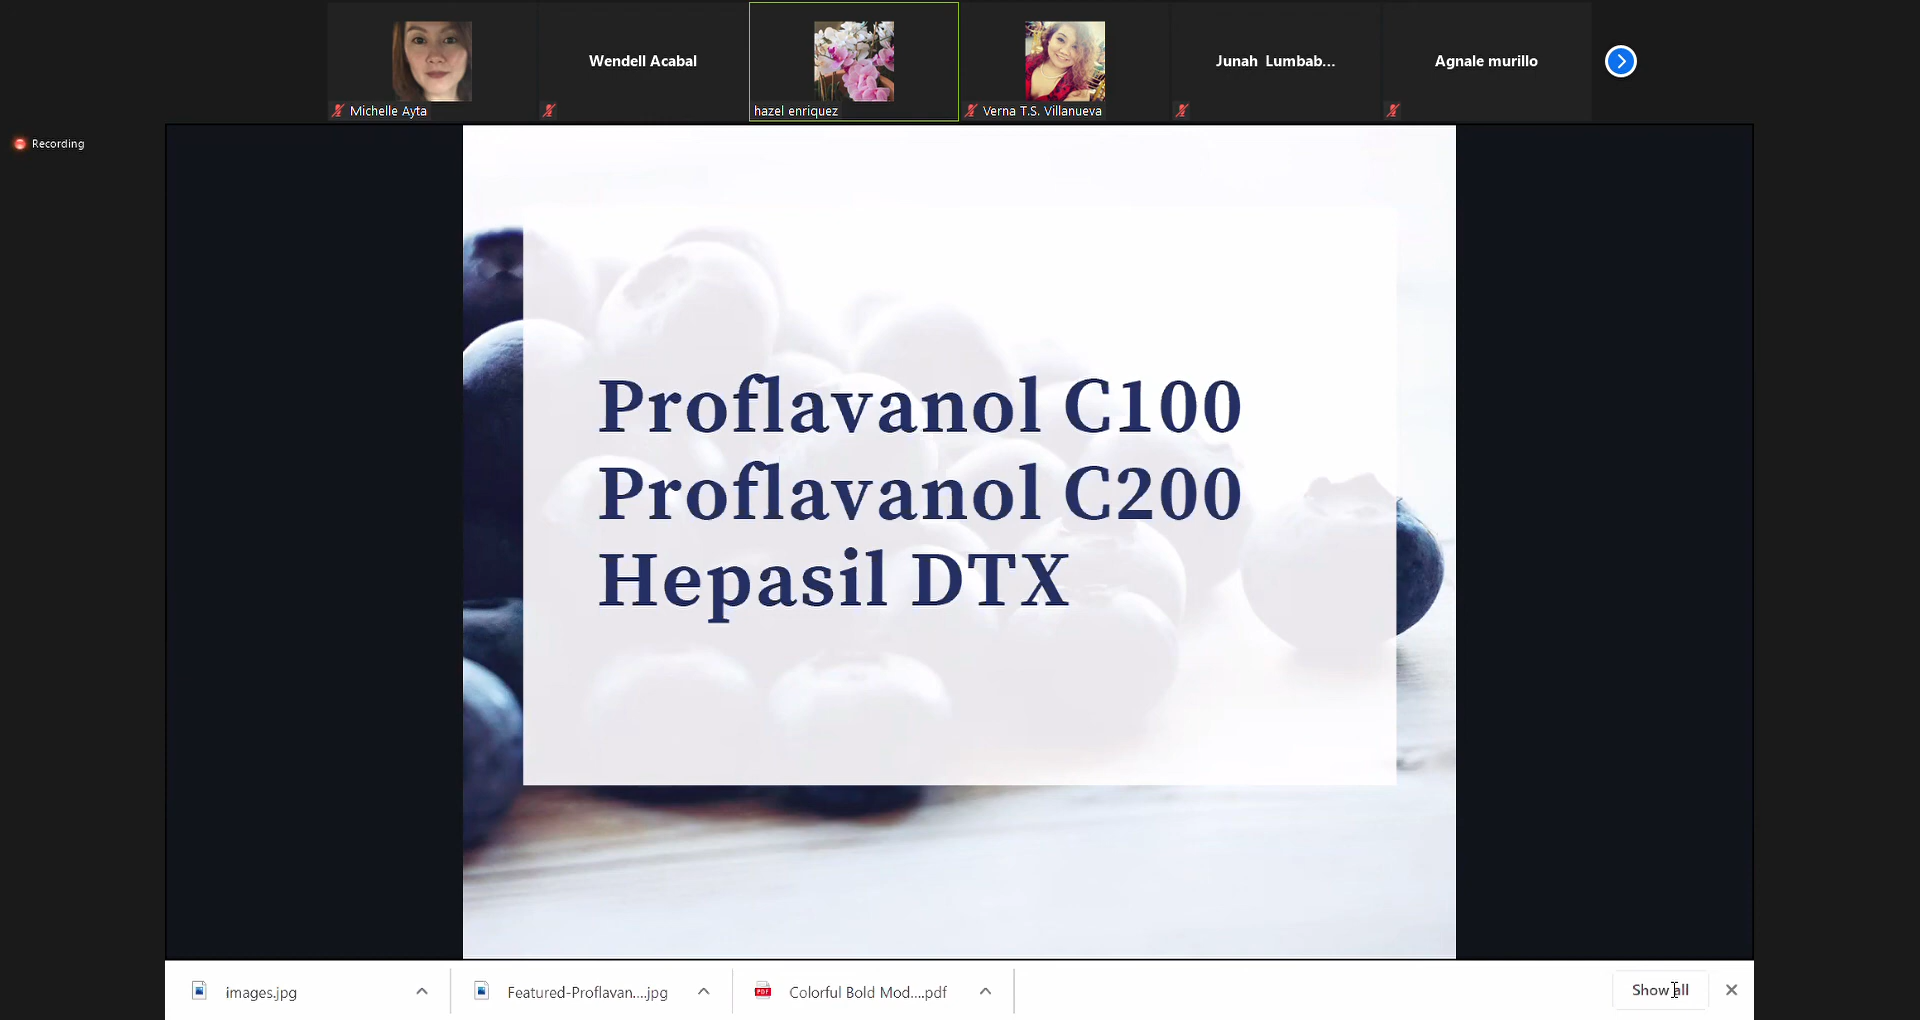 Wendell Acabal
Junah Lumbab...
Agnale murillo
Michelle Ayta
hazel enriquez
Verna T.S. Villanueva
Recording
Proflavanol C100
Proflavanol C200
Hepasil DTX
images.jpg
Featured-Proflavan....jpg
PDF
Colorful Bold Mod....pdf
Show all